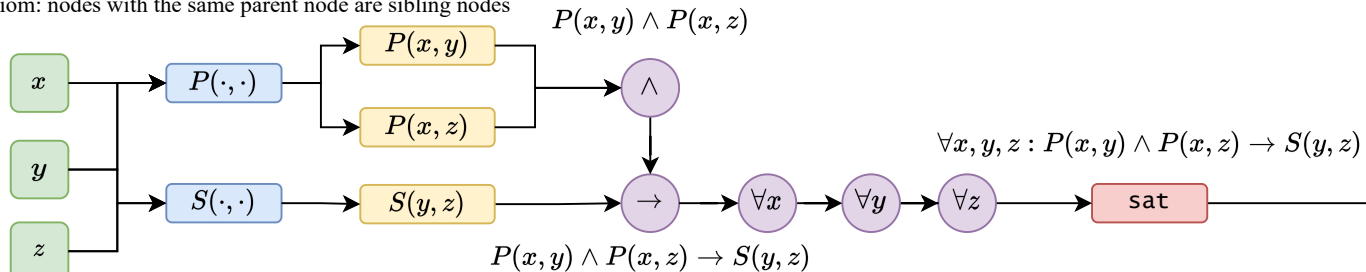 iom: nodes with the same parent node are sibling nodes
P(x, y) ∧ P(x, z)
x
P(·, ·)
P(x, y)
P(x, z)
∧
∀x, y, z : P(x, y) ∧ P(x, z) → S(y, z)
y
S(·, ·)
S(y, z)
→
∀x
∀y
∀z
sat
z
P(x, y) ∧ P(x, z) → S(y, z)